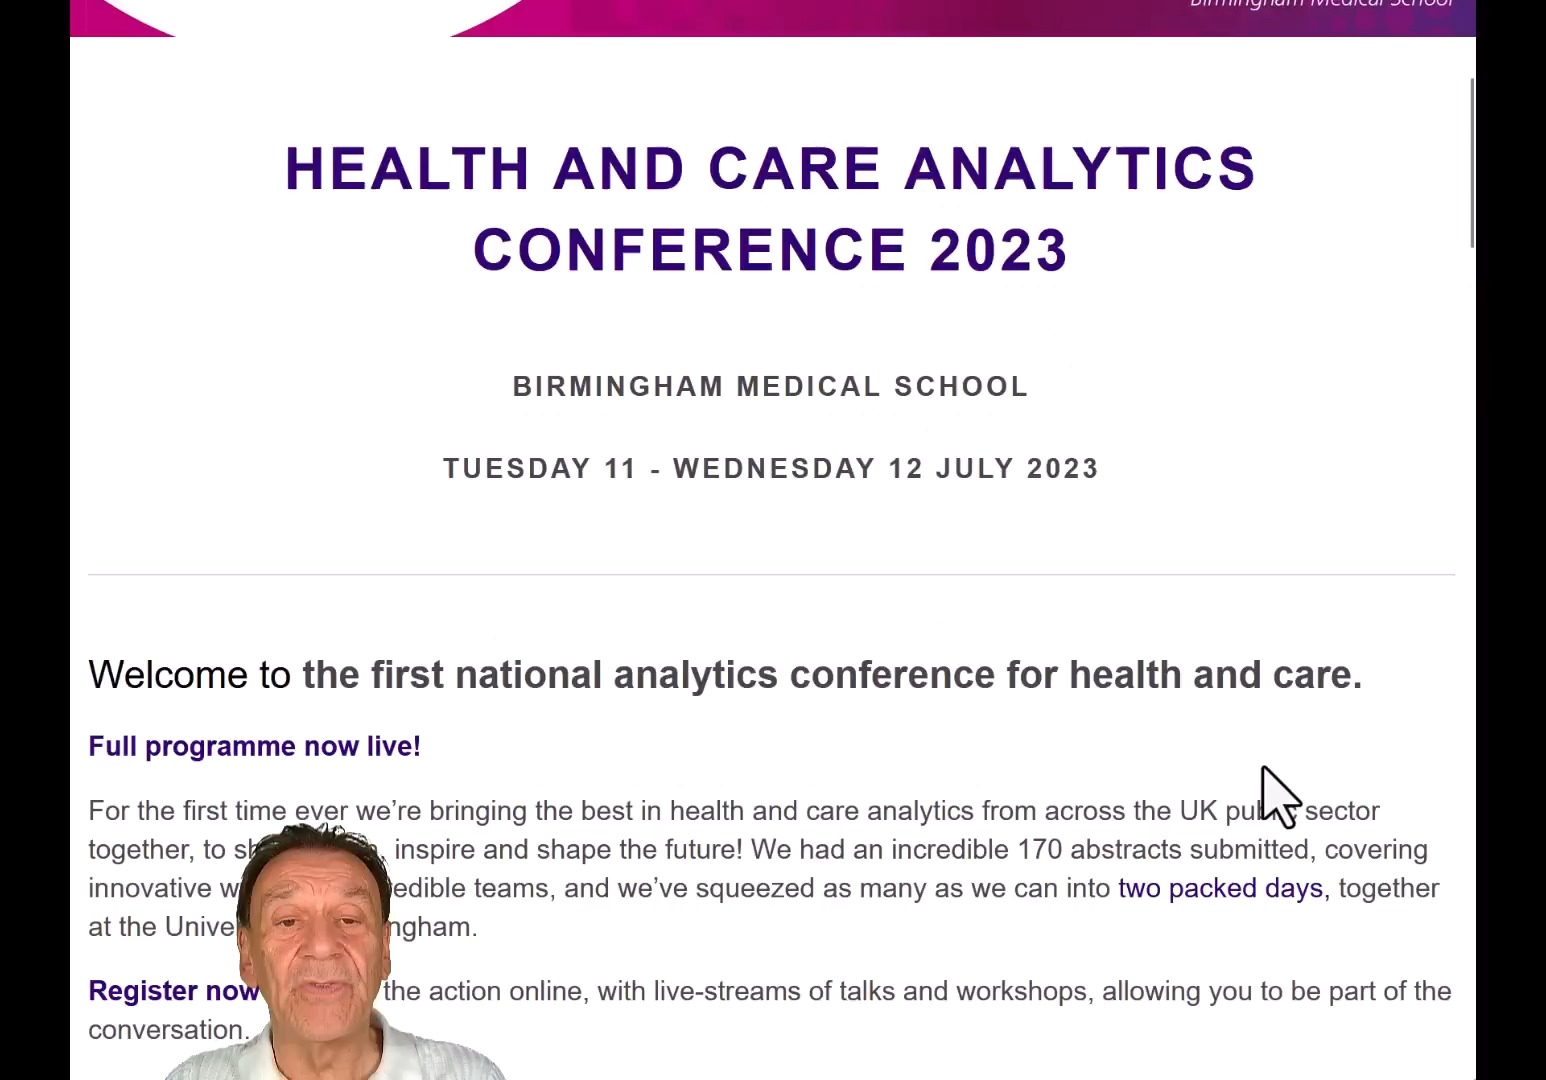 Birmingham Medical School
HEALTH AND CARE ANALYTICS
CONFERENCE 2023
BIRMINGHAM MEDICAL SCHOOL
TUESDAY 11 - WEDNESDAY 12 JULY 2023
Welcome to the first national analytics conference for health and care.
Full programme now live!
For the first time ever we’re bringing the best in health and care analytics from across the UK sector
together, to inspire and shape the future! We had an incredible 170 abstracts submitted, covering
innovative teams, and we’ve squeezed as many as we can into two packed days, together
at the
Register now the action online, with live-streams of talks and workshops, allowing you to be part of the
conversation.